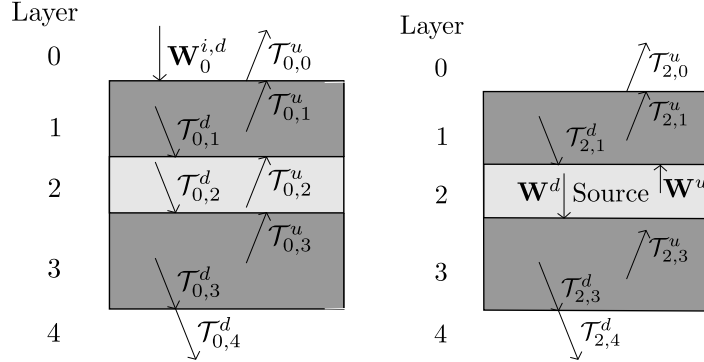 Layer
0
1
2
3
4
𝐖₀^{i,d}
𝒯_{0,0}^u
𝒯_{0,1}^u
𝒯_{0,1}^d
𝒯_{0,2}^d
𝒯_{0,2}^u
𝒯_{0,3}^u
𝒯_{0,3}^d
𝒯_{0,4}^d
Layer
0
1
2
3
4
𝒯_{2,0}^u
𝒯_{2,1}^u
𝒯_{2,1}^d
𝐖^d Source 𝐖^u
𝒯_{2,3}^u
𝒯_{2,3}^d
𝒯_{2,4}^d